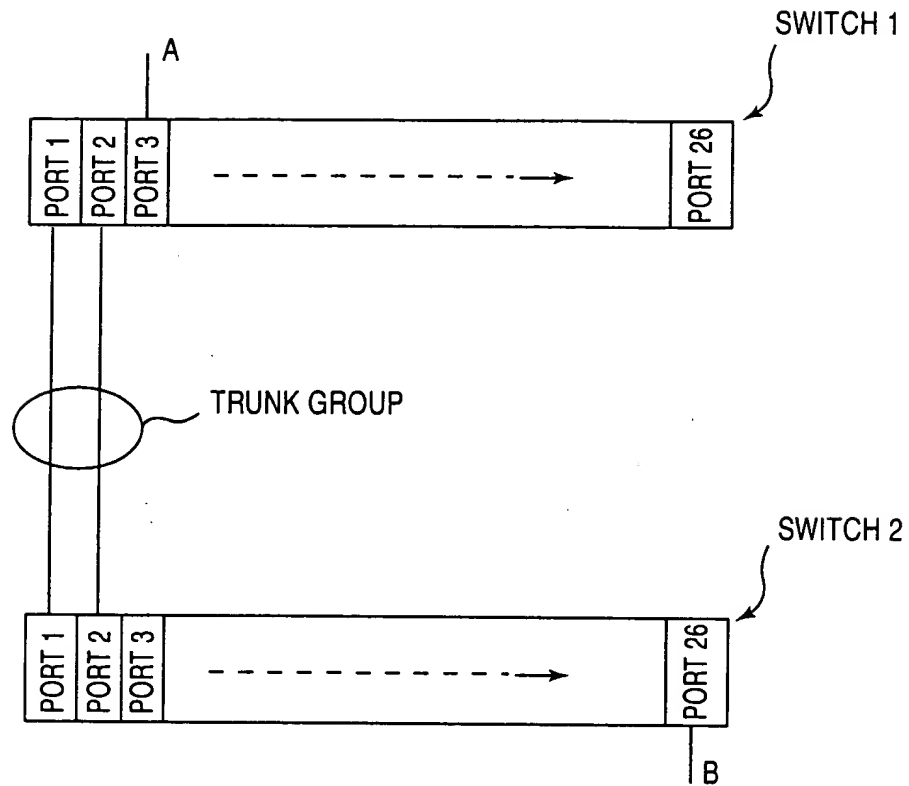 SWITCH 1
A
PORT 1
PORT 2
PORT 3
PORT 26
TRUNK GROUP
SWITCH 2
PORT 1
PORT 2
PORT 3
PORT 26
B